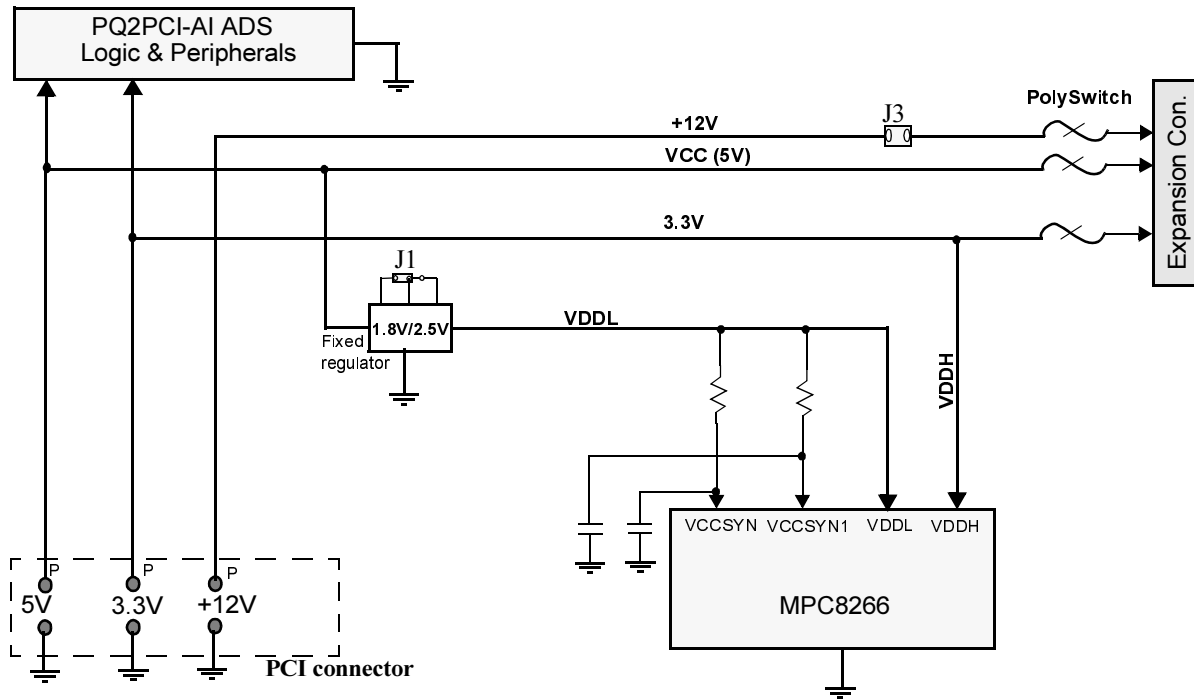 PQ2PCI-AI ADS
Logic & Peripherals
PolySwitch
Expansion Con.
+12V
J3
VCC (5V)
3.3V
J1
1.8V/2.5V
Fixed
regulator
VDDL
VDDH
VCCSYN VCCSYN1 VDDL VDDH
MPC8266
P P P
5V 3.3V +12V
PCI connector